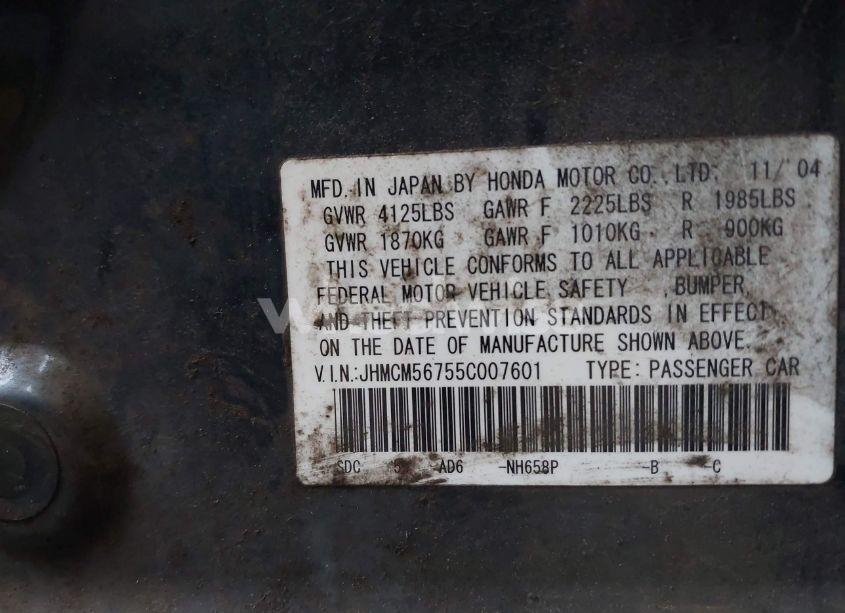 MFD. IN JAPAN BY HONDA MOTOR CO., LTD. 11/'04
GVWR 4125LBS GAWR F 2225LBS R 1985LBS
GVWR 1870KG GAWR F 1010KG R 900KG
THIS VEHICLE CONFORMS TO ALL APPLICABLE
FEDERAL MOTOR VEHICLE SAFETY ,BUMPER,
AND THEFT PREVENTION STANDARDS IN EFFECT
ON THE DATE OF MANUFACTURE SHOWN ABOVE.
V.I.N.:JHMCM56755C007601 TYPE: PASSENGER CAR
SDC 5 -AD6 -NH658P -B -C